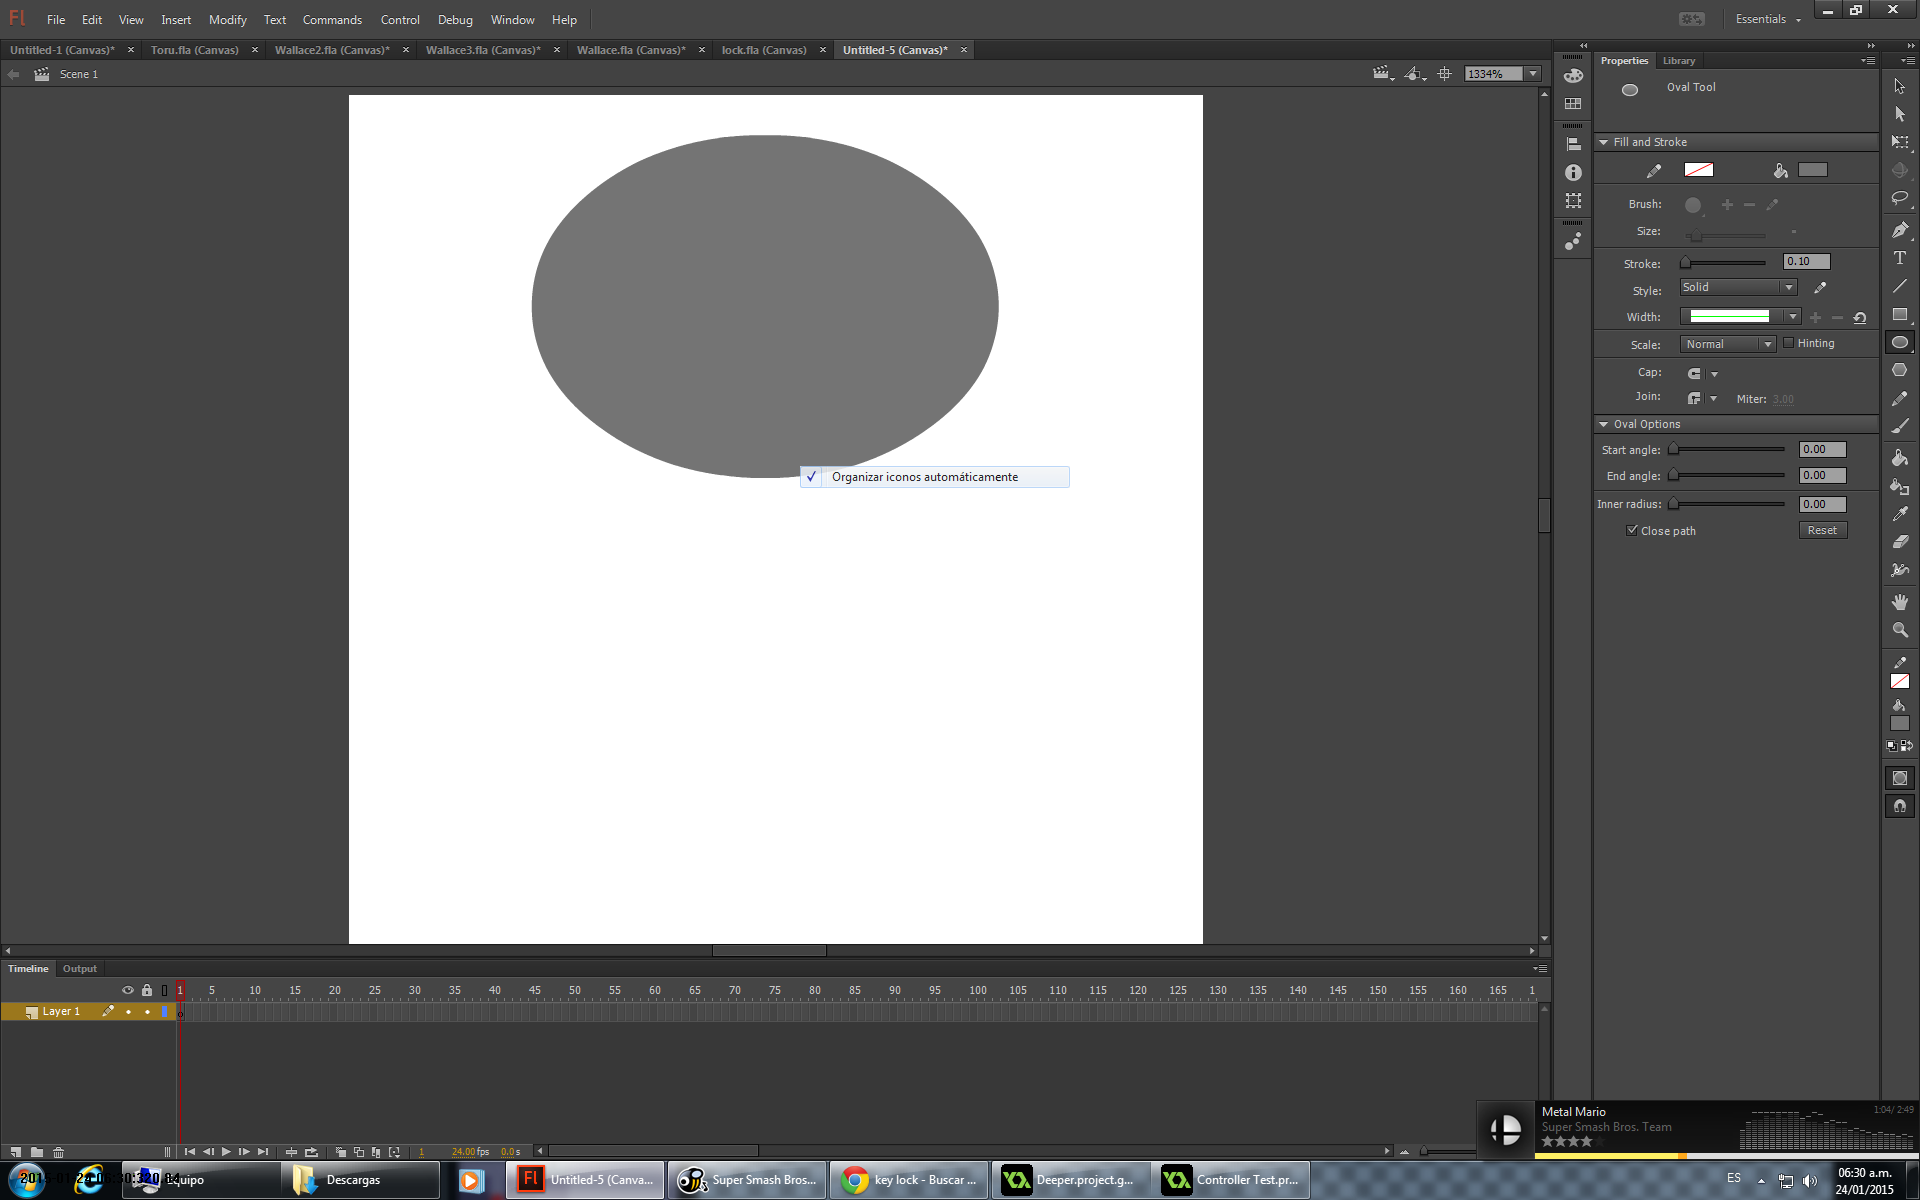 Fl File Edit View Insert Modify Text Commands Control Debug Window Help Essentials
Untitled-1 (Canvas)* Toru.fla (Canvas) Wallace2.fla (Canvas)* Wallace3.fla (Canvas)* Wallace.fla (Canvas)* lock.fla (Canvas) Untitled-5 (Canvas)*
Scene 1 1334%
Properties Library
Oval Tool
Fill and Stroke
Brush:
Size:
Stroke: 0.10
Style: Solid
Width:
Scale: Normal Hinting
Cap:
Join: Miter: 3.00
Oval Options
Start angle: 0.00
End angle: 0.00
Inner radius: 0.00
Close path Reset
Organizar iconos automáticamente
Timeline Output
1 5 10 15 20 25 30 35 40 45 50 55 60 65 70 75 80 85 90 95 100 105 110 115 120 125 130 135 140 145 150 155 160 165 1
Layer 1
1 24.00 fps 0.0 s
Metal Mario 1:04/ 2:49
Super Smash Bros. Team
Equipo Descargas Untitled-5 (Canva... Super Smash Bros... key lock - Buscar ... Deeper.project.g... Controller Test.pr... ES
06:30 a.m.
24/01/2015